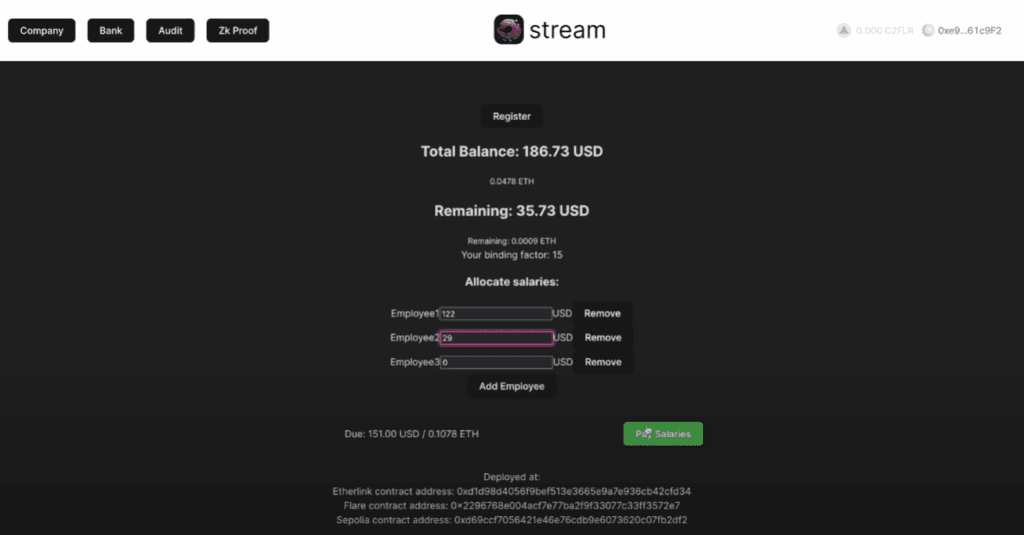 Company Bank Audit Zk Proof stream 0.000 C2FLR 0xe9...61c9F2
Register
Total Balance: 186.73 USD
0.0478 ETH
Remaining: 35.73 USD
Remaining: 0.0009 ETH
Your binding factor: 15
Allocate salaries:
Employee1 122 USD Remove
Employee2 29 USD Remove
Employee3 0 USD Remove
Add Employee
Due: 151.00 USD / 0.1078 ETH Pay Salaries
Deployed at:
Etherlink contract address: 0xd1d98d4056f9bef513e3665e9a7e936cb42cfd34
Flare contract address: 0x2296768e004acf7e77ba2f9f33077c33ff3572e7
Sepolia contract address: 0xd69ccf7056421e46e76cdb9e6073620c07fb2df2